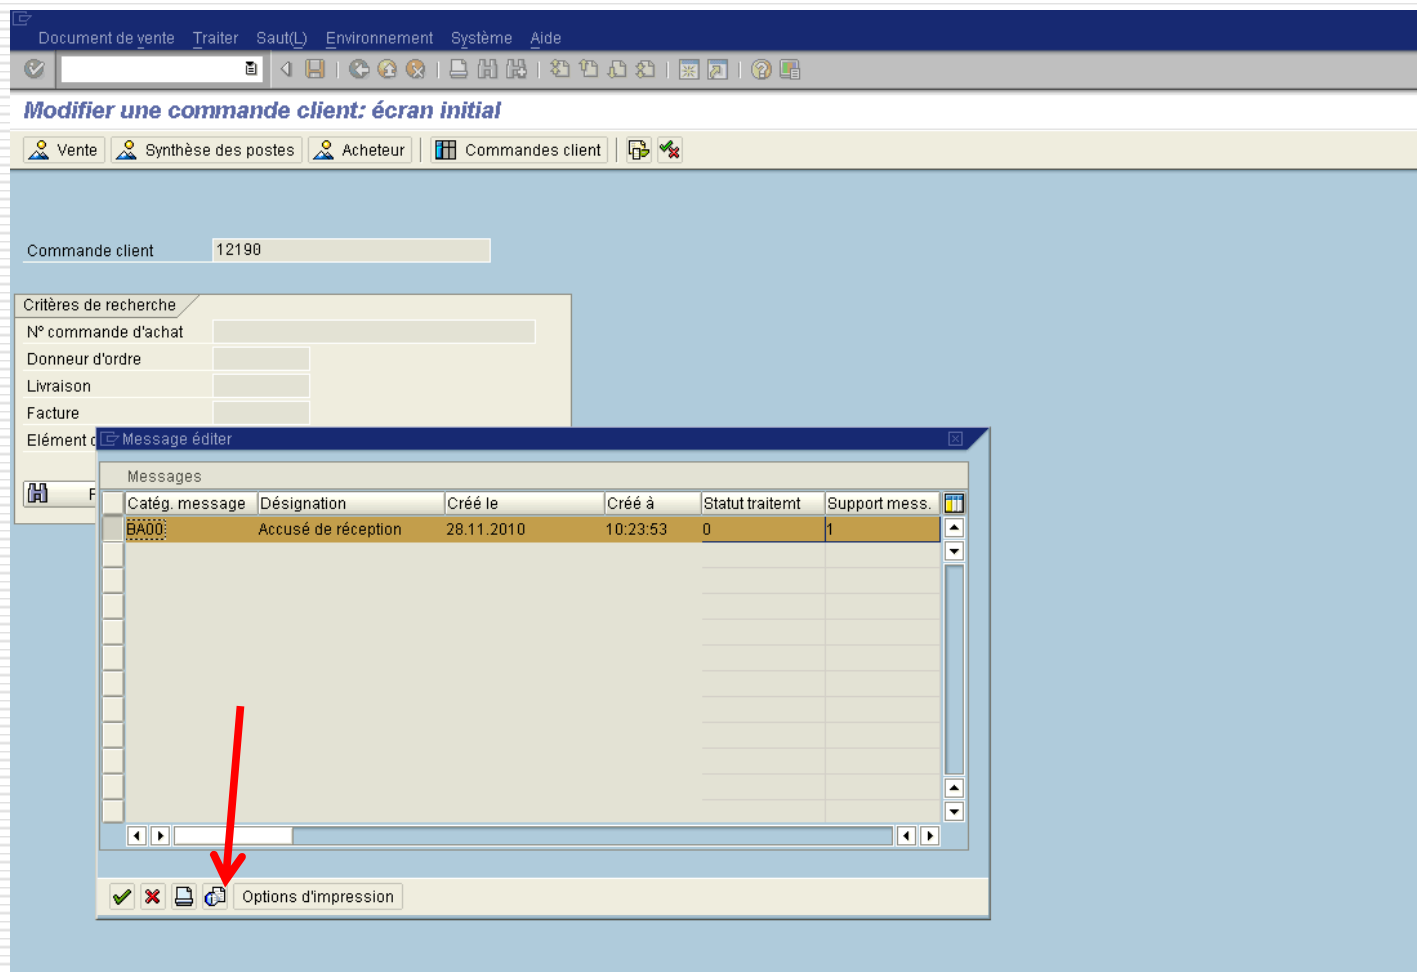 Document de vente Traiter Saut(L) Environnement Système Aide
Modifier une commande client: écran initial
Vente Synthèse des postes Acheteur Commandes client
Commande client 12190
Critères de recherche
Nº commande d'achat
Donneur d'ordre
Livraison
Facture
Elément
Message éditer
Messages
Catég. message Désignation Créé le Créé à Statut traitemt Support mess.
BA00 Accusé de réception 28.11.2010 10:23:53 0 1
Options d'impression